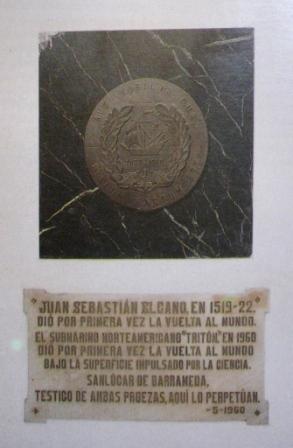 JUAN SEBASTIÁN ELCANO, EN 1519-22.
DIÓ POR PRIMERA VEZ LA VUELTA AL MUNDO.
EL SUBMARINO NORTEAMERICANO "TRITÓN" EN 1960
DIÓ POR PRIMERA VEZ LA VUELTA AL MUNDO
BAJO LA SUPERFICIE IMPULSADO POR LA CIENCIA.
SANLÚCAR DE BARRAMEDA,
TESTIGO DE AMBAS PROEZAS, AQUÍ LO PERPETÚAN.
-5-1960